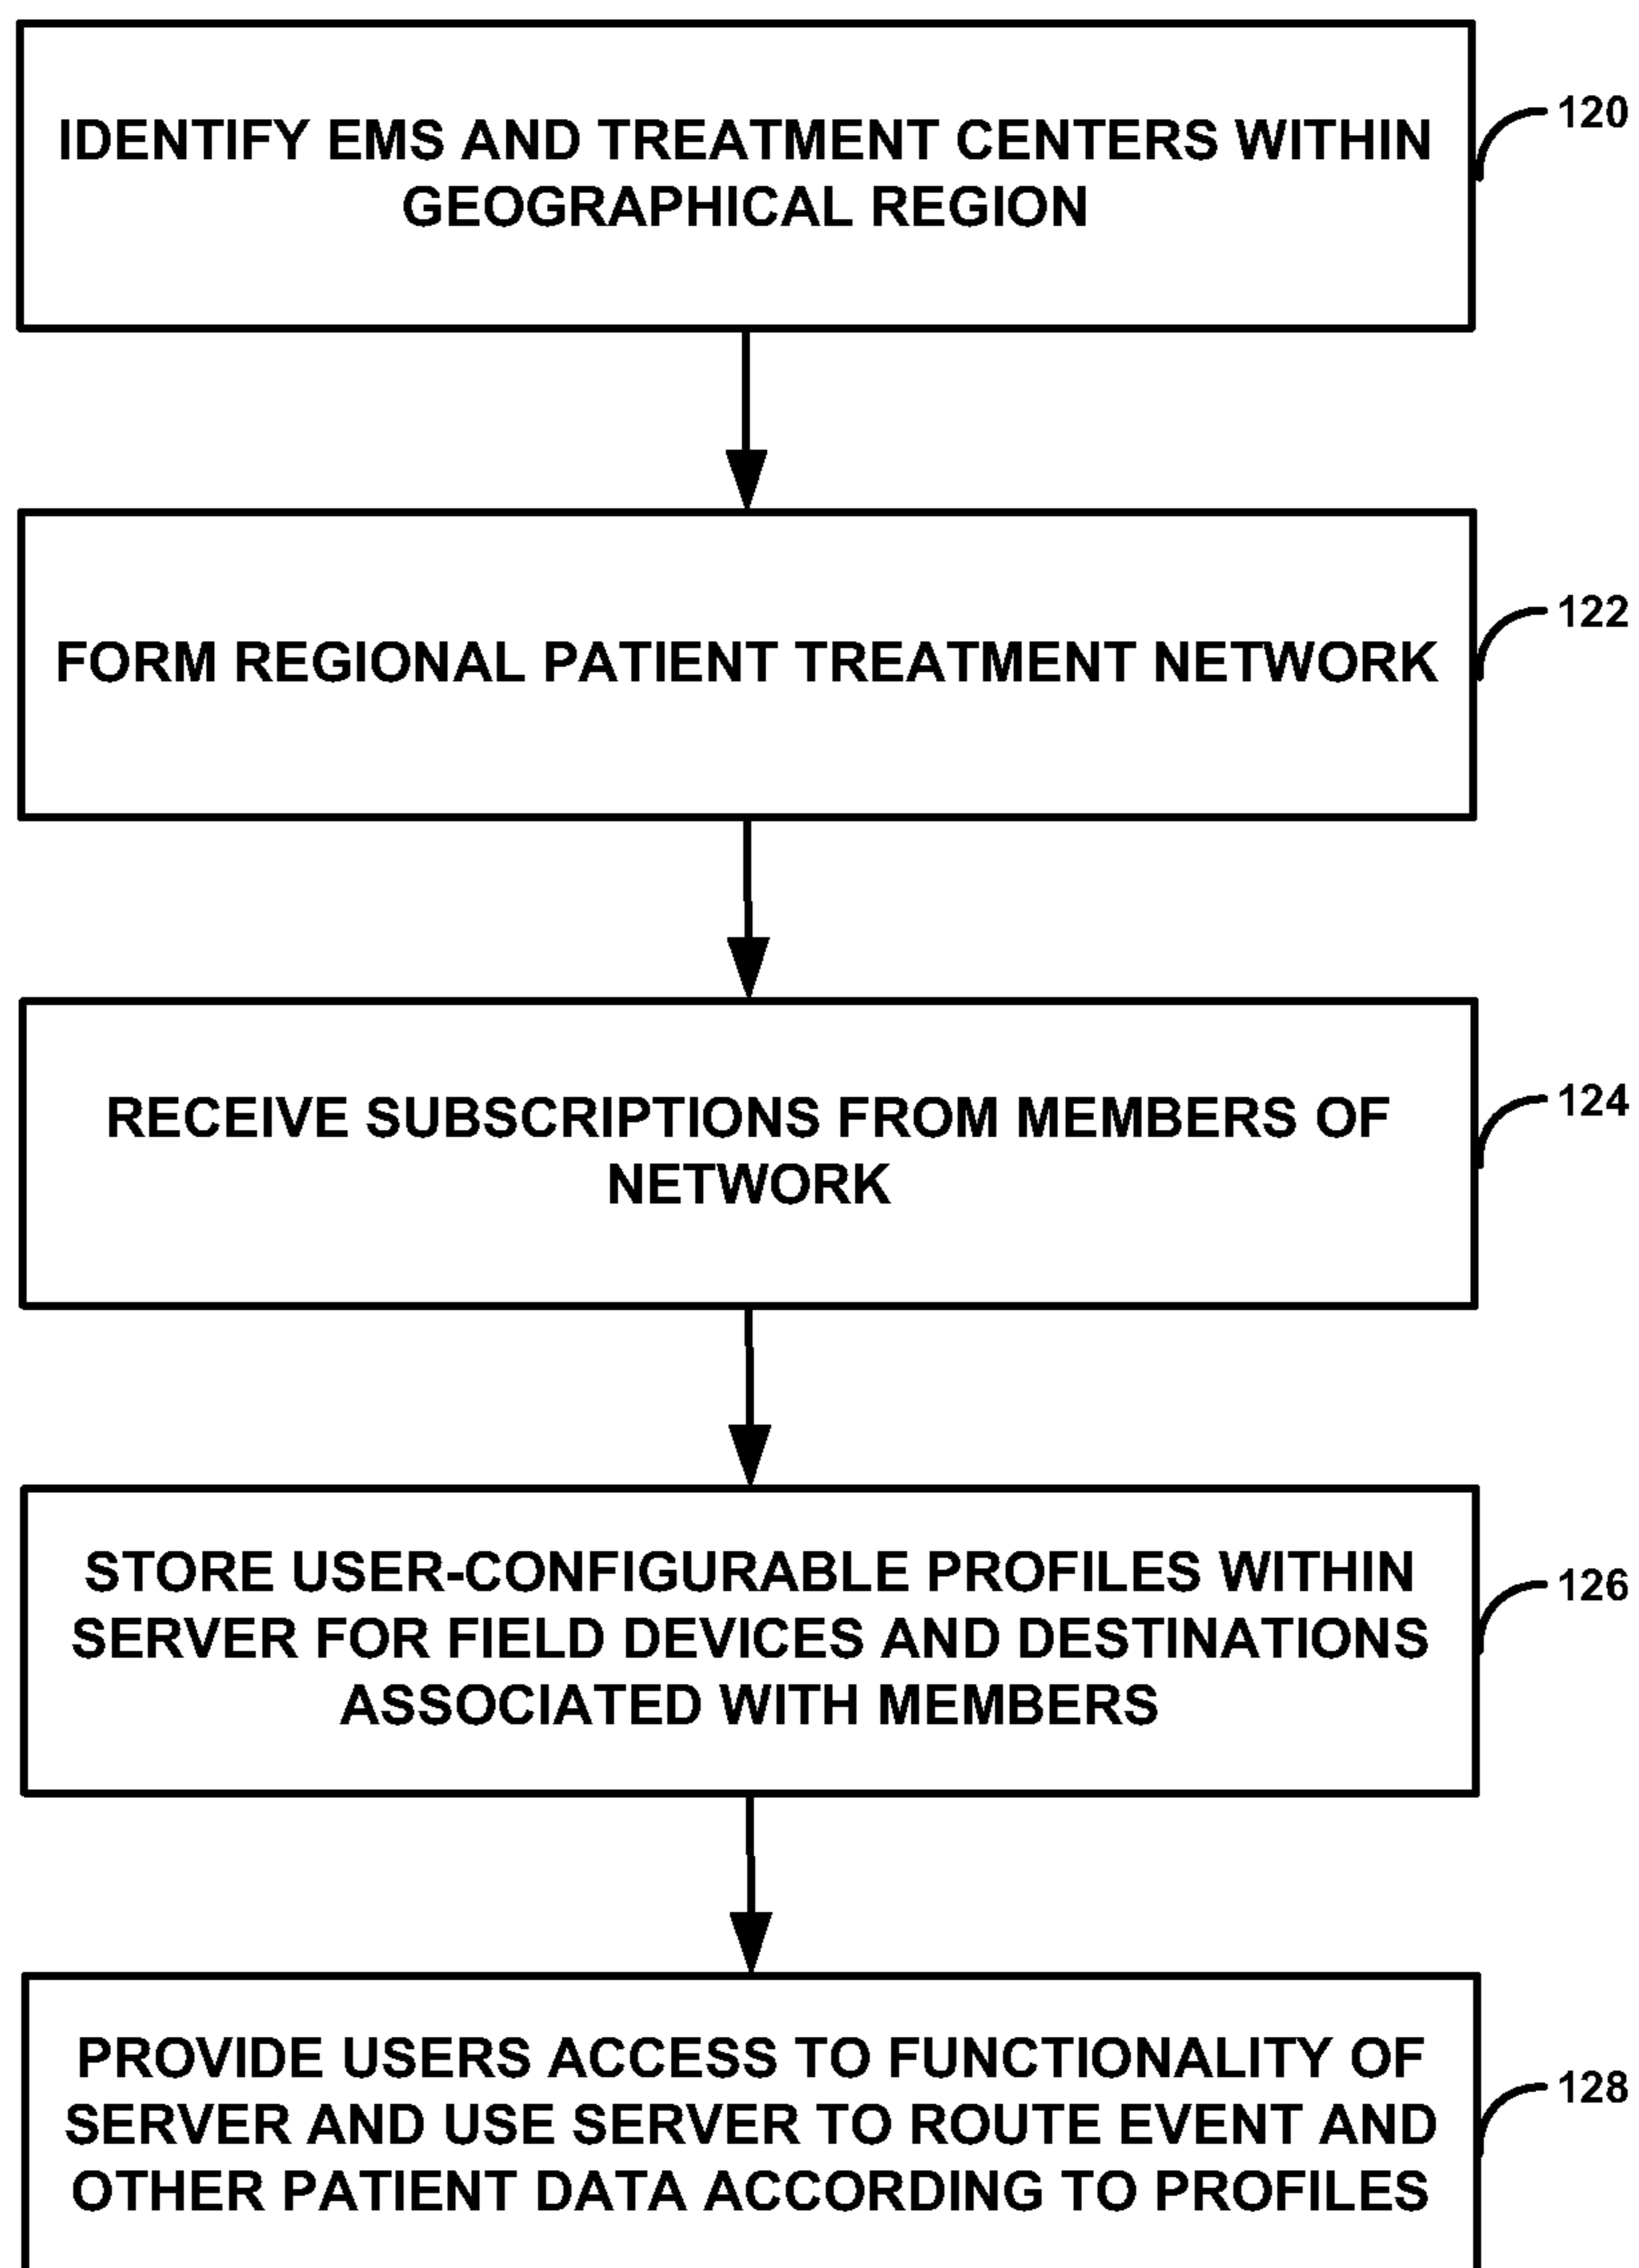 IDENTIFY EMS AND TREATMENT CENTERS WITHIN
GEOGRAPHICAL REGION
120
FORM REGIONAL PATIENT TREATMENT NETWORK
122
RECEIVE SUBSCRIPTIONS FROM MEMBERS OF
NETWORK
124
STORE USER-CONFIGURABLE PROFILES WITHIN
SERVER FOR FIELD DEVICES AND DESTINATIONS
ASSOCIATED WITH MEMBERS
126
PROVIDE USERS ACCESS TO FUNCTIONALITY OF
SERVER AND USE SERVER TO ROUTE EVENT AND
OTHER PATIENT DATA ACCORDING TO PROFILES
128